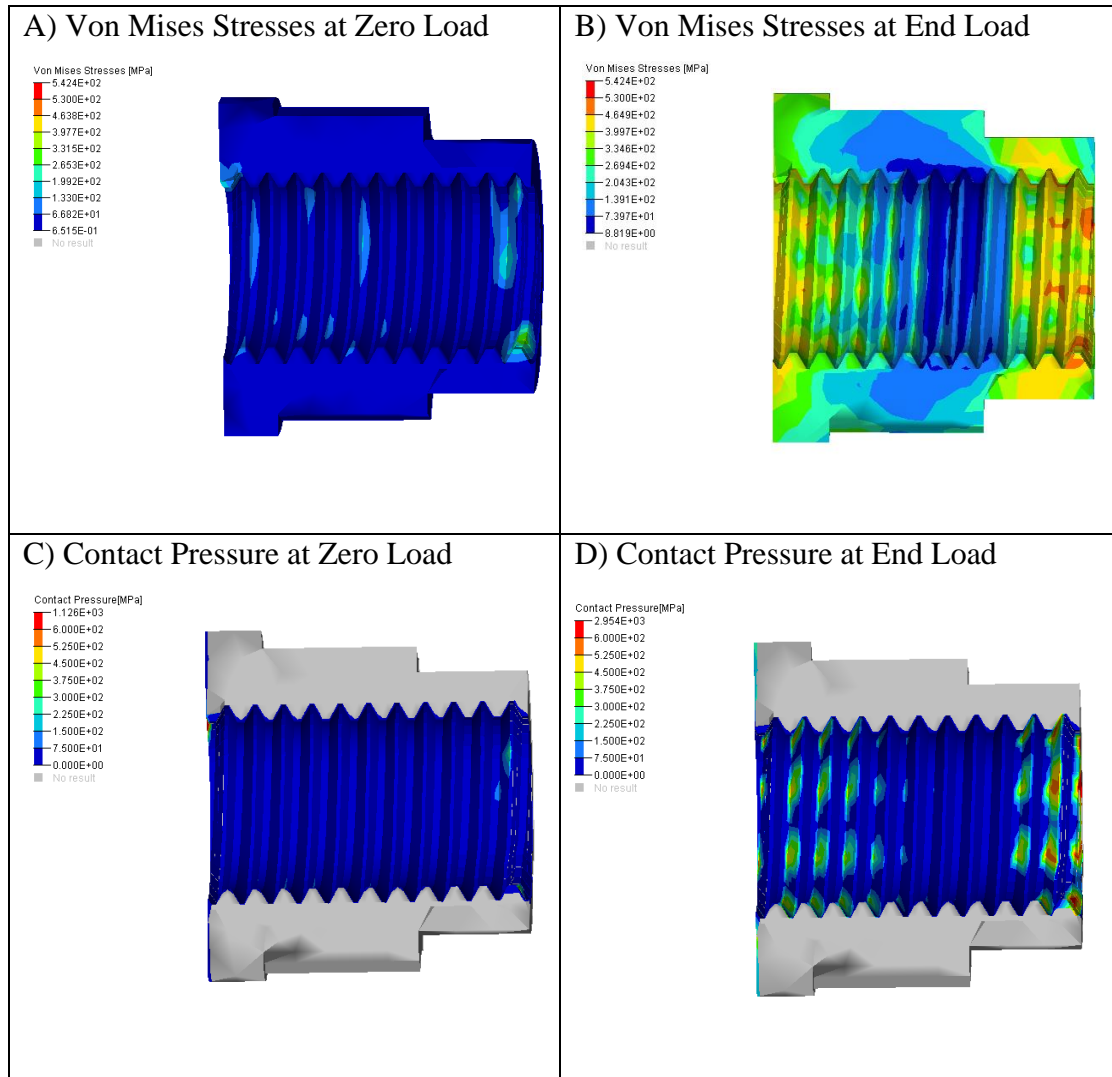 A) Von Mises Stresses at Zero Load
Von Mises Stresses [MPa]
5.424E+02
5.300E+02
4.638E+02
3.977E+02
3.315E+02
2.653E+02
1.992E+02
1.330E+02
6.682E+01
6.515E-01
No result
B) Von Mises Stresses at End Load
Von Mises Stresses [MPa]
5.424E+02
5.300E+02
4.649E+02
3.997E+02
3.346E+02
2.694E+02
2.043E+02
1.391E+02
7.397E+01
8.819E+00
No result
C) Contact Pressure at Zero Load
Contact Pressure[MPa]
1.126E+03
6.000E+02
5.250E+02
4.500E+02
3.750E+02
3.000E+02
2.250E+02
1.500E+02
7.500E+01
0.000E+00
No result
D) Contact Pressure at End Load
Contact Pressure[MPa]
2.954E+03
6.000E+02
5.250E+02
4.500E+02
3.750E+02
3.000E+02
2.250E+02
1.500E+02
7.500E+01
0.000E+00
No result